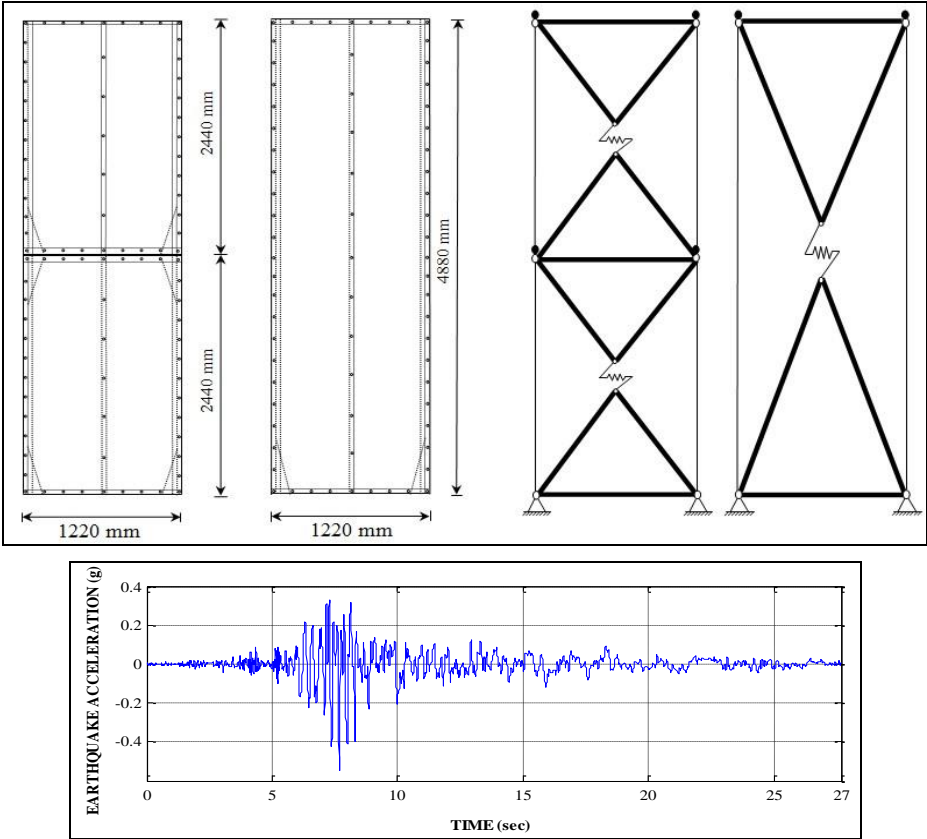 2440 mm
2440 mm
1220 mm
4880 mm
1220 mm
EARTHQUAKE ACCELERATION (g)
0.4
0.2
0
-0.2
-0.4
0 5 10 15 20 25 27
TIME (sec)